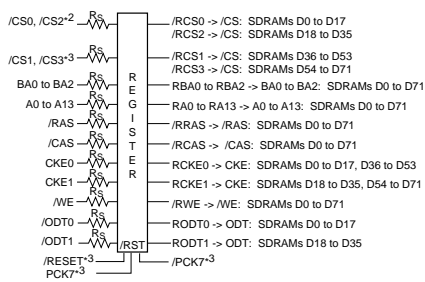 /CS0, /CS2*2 RS /RCS0 -> /CS: SDRAMs D0 to D17
/RCS2 -> /CS: SDRAMs D18 to D35
/CS1, /CS3*3 RS /RCS1 -> /CS: SDRAMs D36 to D53
/RCS3 -> /CS: SDRAMs D54 to D71
BA0 to BA2 RS RBA0 to RBA2 -> BA0 to BA2: SDRAMs D0 to D71
A0 to A13 RS RA0 to RA13 -> A0 to A13: SDRAMs D0 to D71
/RAS RS /RRAS -> /RAS: SDRAMs D0 to D71
/CAS RS /RCAS -> /CAS: SDRAMs D0 to D71
CKE0 RS RCKE0 -> CKE: SDRAMs D0 to D17, D36 to D53
CKE1 RS RCKE1 -> CKE: SDRAMs D18 to D35, D54 to D71
/WE RS /RWE -> /WE: SDRAMs D0 to D71
/ODT0 RS RODT0 -> ODT: SDRAMs D0 to D17
/ODT1 RS RODT1 -> ODT: SDRAMs D18 to D35
REGISTER
/RST
/RESET*3 /PCK7*3
PCK7*3